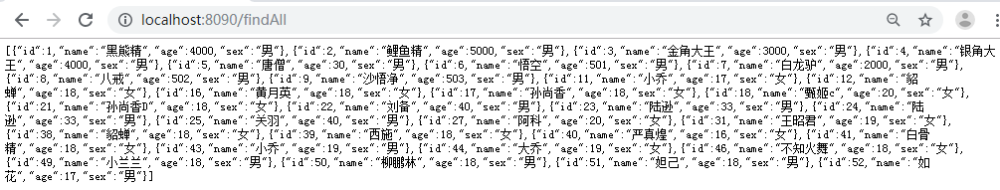 localhost:8090/findAll
[{"id":1,"name":"黑熊精","age":4000,"sex":"男"},{"id":2,"name":"鲤鱼精","age":5000,"sex":"男"},{"id":3,"name":"金角大王","age":3000,"sex":"男"},{"id":4,"name":"银角大
王","age":4000,"sex":"男"},{"id":5,"name":"唐僧","age":30,"sex":"男"},{"id":6,"name":"悟空","age":501,"sex":"男"},{"id":7,"name":"白龙驴","age":2000,"sex":"男"},
{"id":8,"name":"八戒","age":502,"sex":"男"},{"id":9,"name":"沙悟净","age":503,"sex":"男"},{"id":11,"name":"小乔","age":17,"sex":"女"},{"id":12,"name":"貂
蝉","age":18,"sex":"女"},{"id":16,"name":"黄月英","age":18,"sex":"女"},{"id":17,"name":"孙尚香","age":18,"sex":"女"},{"id":18,"name":"甄姬c","age":20,"sex":"女"},
{"id":21,"name":"孙尚香D","age":18,"sex":"女"},{"id":22,"name":"刘备","age":40,"sex":"男"},{"id":23,"name":"陆逊","age":33,"sex":"男"},{"id":24,"name":"陆
逊","age":33,"sex":"男"},{"id":25,"name":"关羽","age":40,"sex":"男"},{"id":27,"name":"阿科","age":20,"sex":"女"},{"id":31,"name":"王昭君","age":19,"sex":"女"},
{"id":38,"name":"貂蝉","age":18,"sex":"女"},{"id":39,"name":"西施","age":18,"sex":"女"},{"id":40,"name":"严真煌","age":16,"sex":"女"},{"id":41,"name":"白骨
精","age":18,"sex":"女"},{"id":43,"name":"小乔","age":19,"sex":"男"},{"id":44,"name":"大乔","age":19,"sex":"女"},{"id":46,"name":"不知火舞","age":18,"sex":"女"},
{"id":49,"name":"小兰兰","age":18,"sex":"男"},{"id":50,"name":"柳鹏林","age":18,"sex":"男"},{"id":51,"name":"妲己","age":18,"sex":"男"},{"id":52,"name":"如
花","age":17,"sex":"男"}]